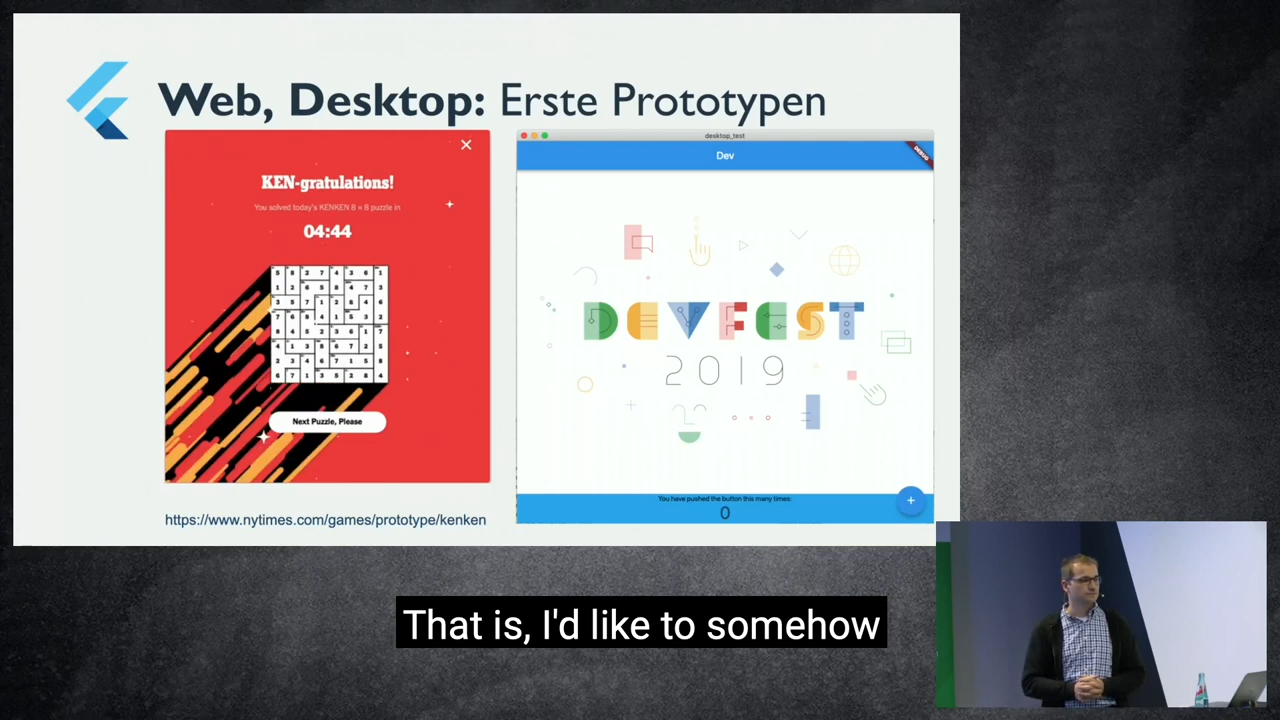 Web, Desktop: Erste Prototypen
KEN-gratulations!
You solved today's KENKEN 8 × 8 puzzle in
04:44
Next Puzzle, Please
https://www.nytimes.com/games/prototype/kenken
desktop_test
Dev
DEBUG
DEVFEST
2019
You have pushed the button this many times:
0
+
That is, I'd like to somehow